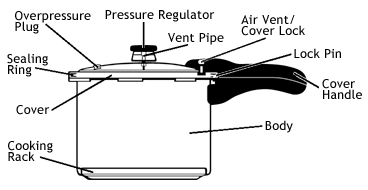 Overpressure
Plug
Pressure Regulator
Vent Pipe
Air Vent/
Cover Lock
Lock Pin
Sealing
Ring
Cover
Cover
Handle
Body
Cooking
Rack